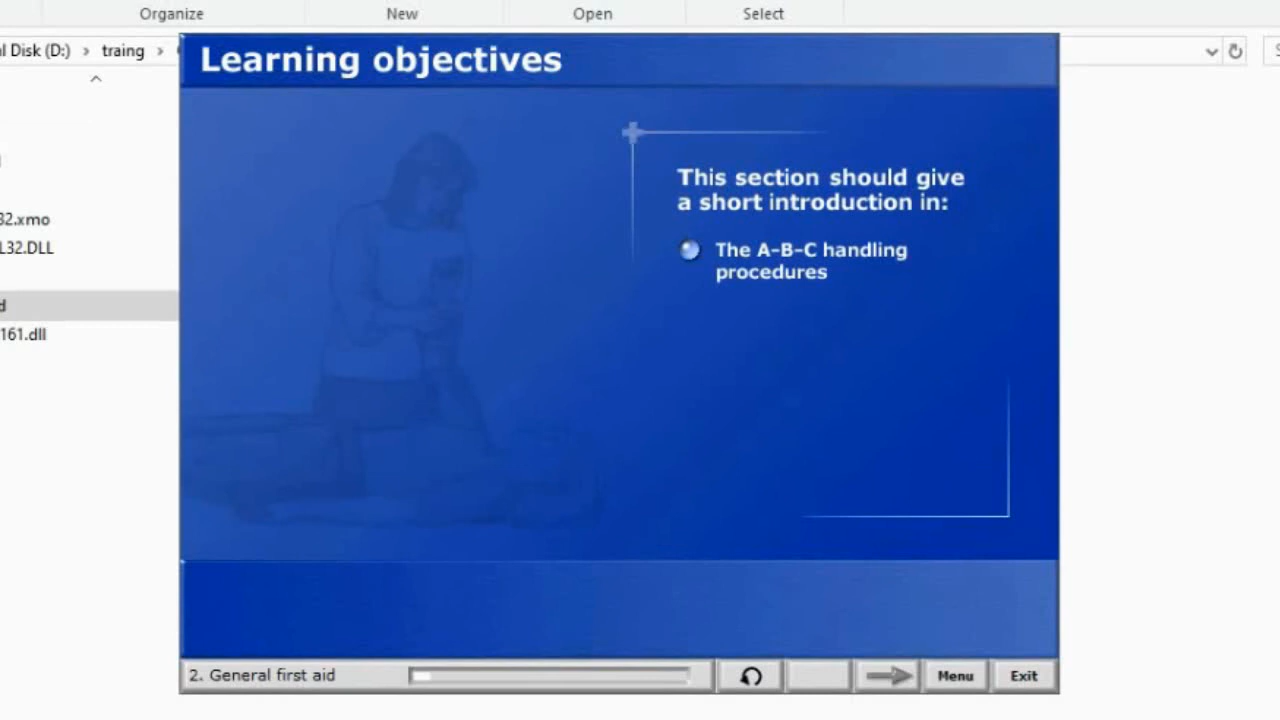 Organize
New
Open
Select
l Disk (D:) › traing ›
Learning objectives
This section should give
a short introduction in:
The A-B-C handling
procedures
32.xmo
L32.DLL
d
161.dll
2. General first aid
Menu
Exit